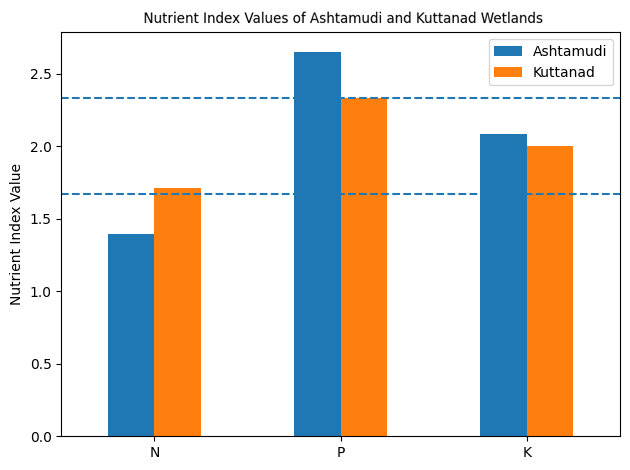 Nutrient Index Values of Ashtamudi and Kuttanad Wetlands
Ashtamudi
Kuttanad
Nutrient Index Value
2.5
2.0
1.5
1.0
0.5
0.0
N
P
K